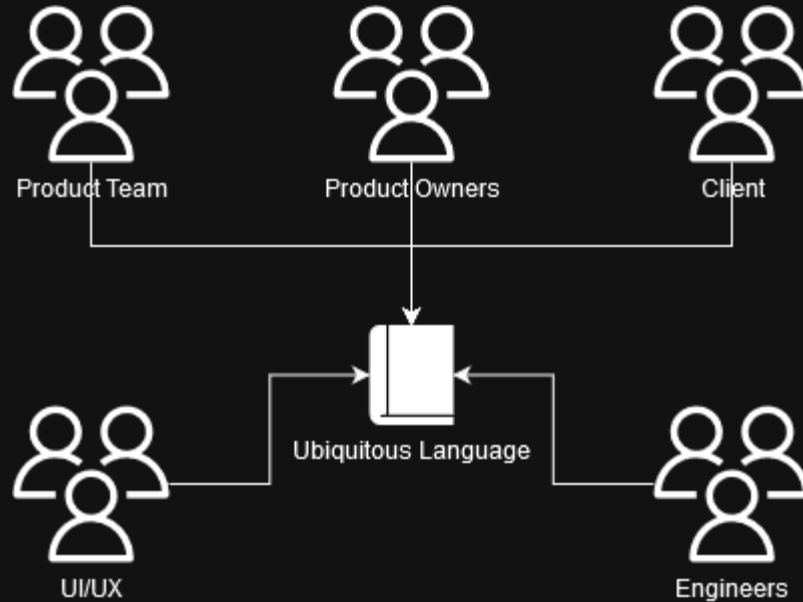 Product Team
Product Owners
Client
Ubiquitous Language
UI/UX
Engineers